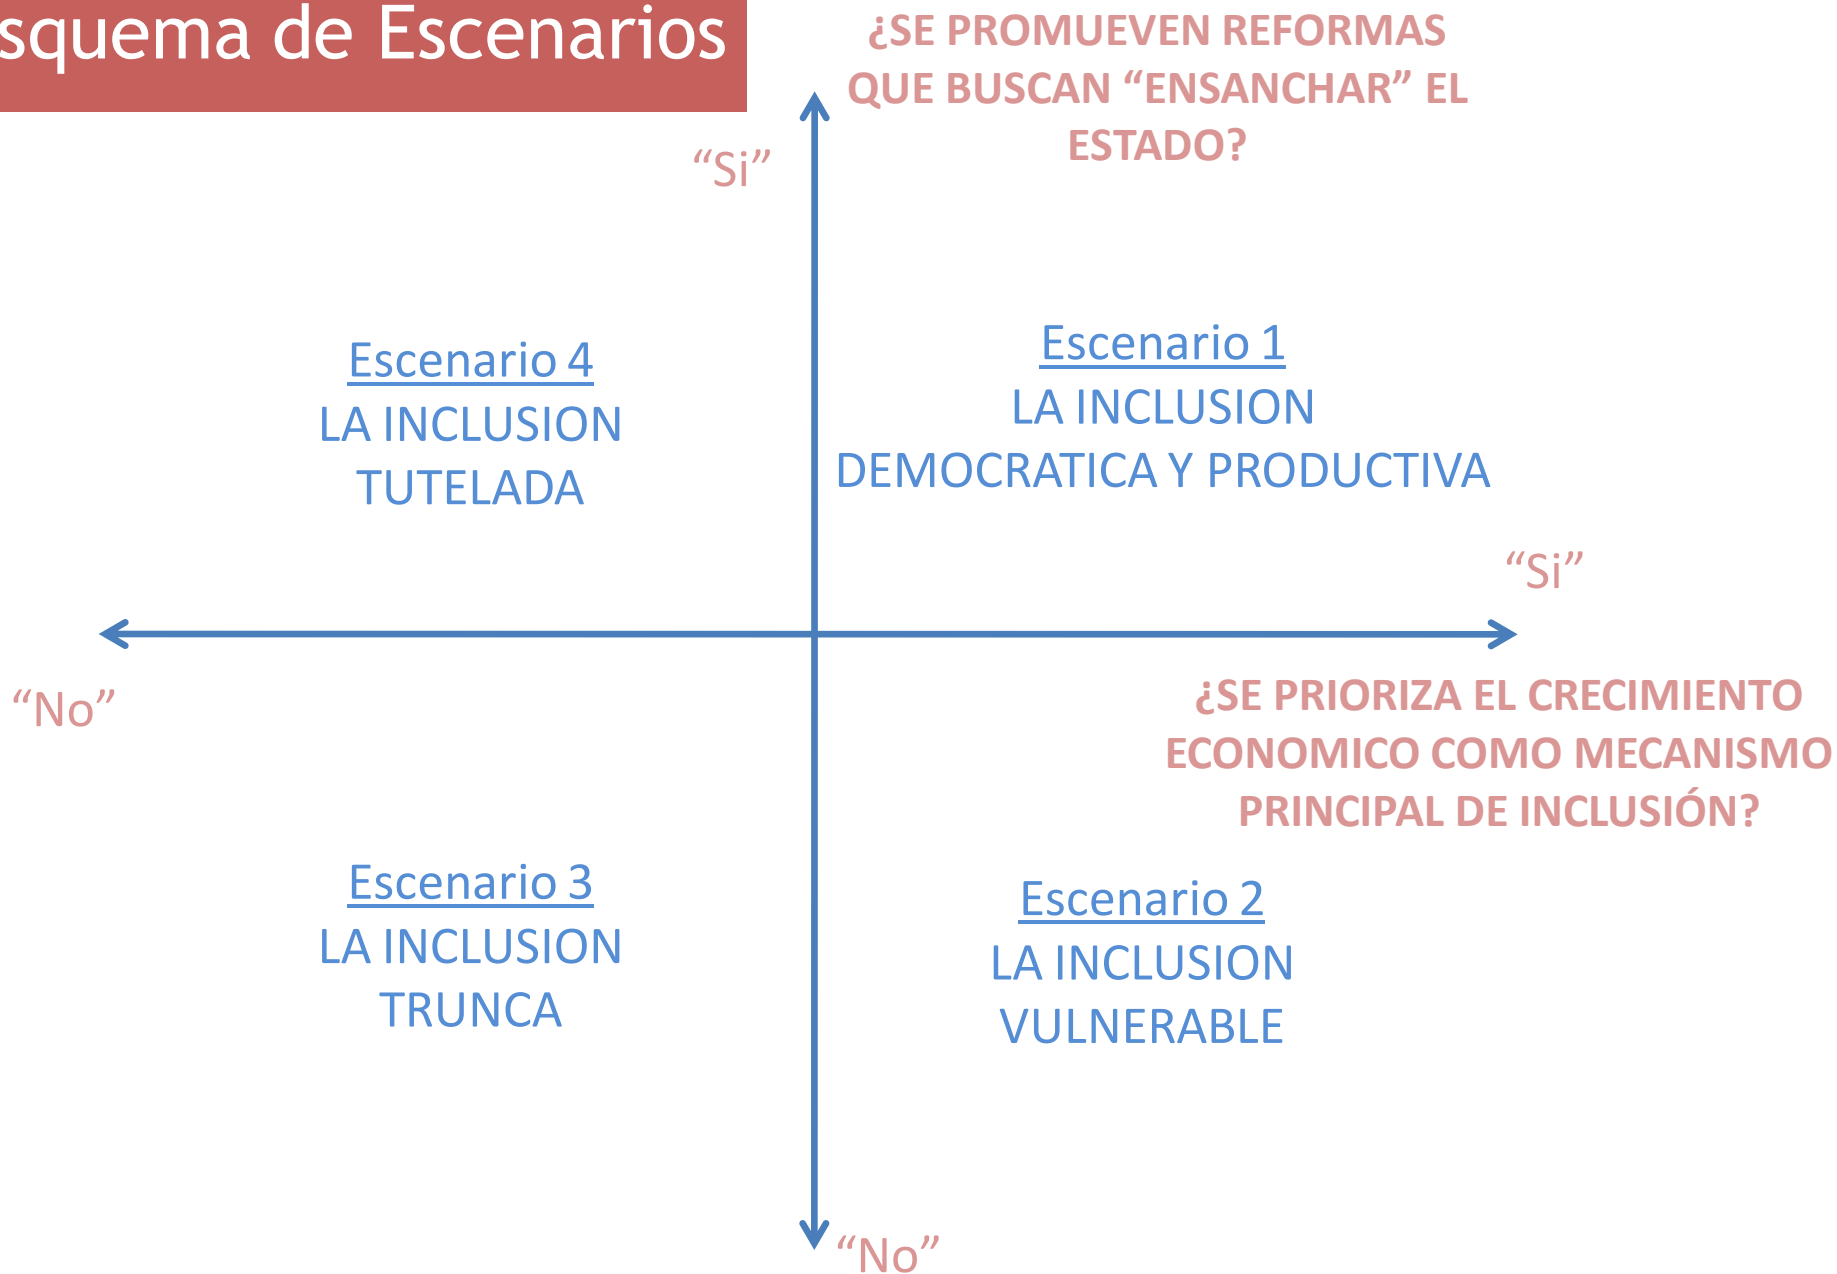 squema de Escenarios
¿SE PROMUEVEN REFORMAS
QUE BUSCAN “ENSANCHAR” EL
ESTADO?
“Si”
Escenario 4
LA INCLUSION
TUTELADA
Escenario 1
LA INCLUSION
DEMOCRATICA Y PRODUCTIVA
“Si”
“No”
¿SE PRIORIZA EL CRECIMIENTO
ECONOMICO COMO MECANISMO
PRINCIPAL DE INCLUSIÓN?
Escenario 3
LA INCLUSION
TRUNCA
Escenario 2
LA INCLUSION
VULNERABLE
“No”